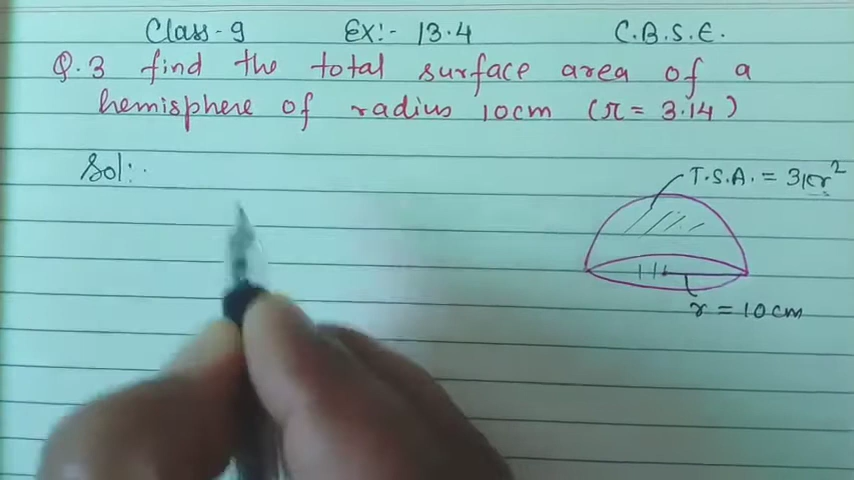 Class-9 Ex:- 13.4 C.B.S.E.
Q.3 find the total surface area of a
hemisphere of radius 10cm (π = 3.14)
Sol:-
T.S.A. = 3πr²
r = 10cm